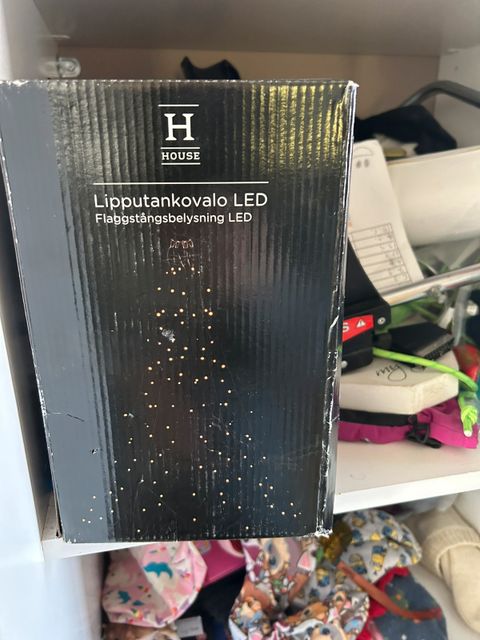 H
HOUSE
Lipputankovalo LED
Flaggstångsbelysning LED